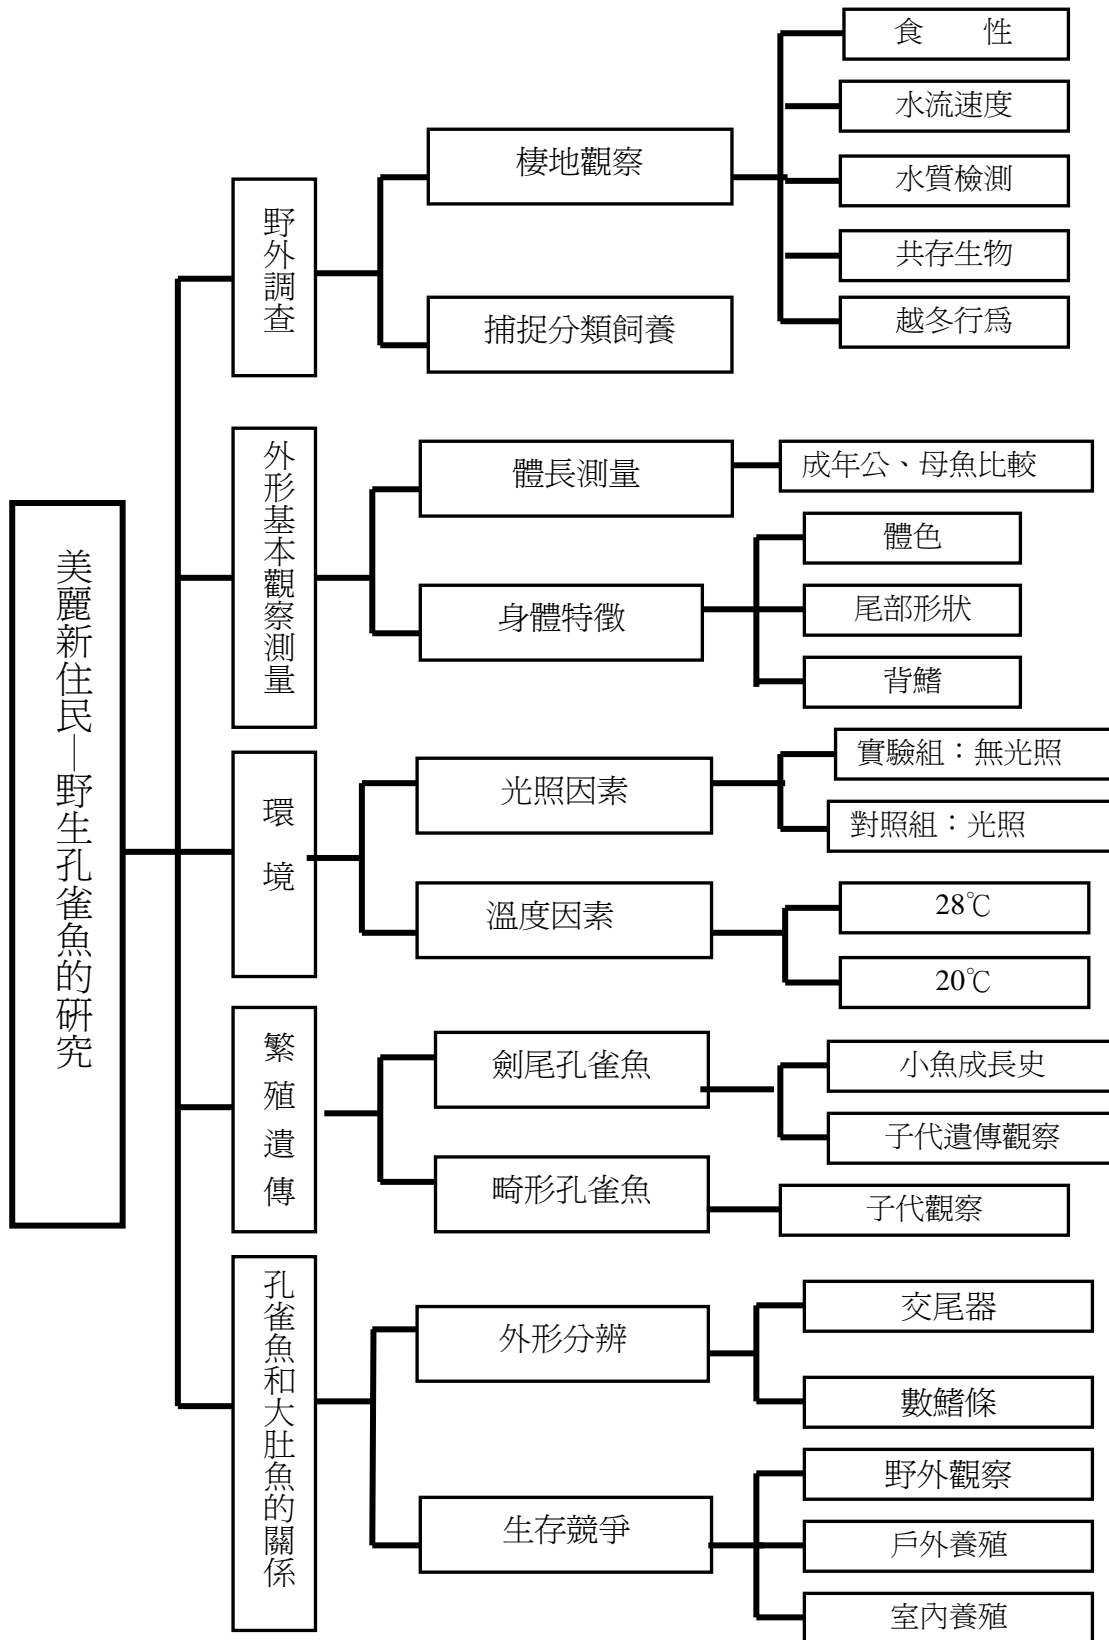 美麗新住民—野生孔雀魚的研究
野外調查
棲地觀察
食 性
水流速度
水質檢測
共存生物
越冬行為
捕捉分類飼養
外形基本觀察測量
體長測量
成年公、母魚比較
身體特徵
體色
尾部形狀
背鰭
環境
光照因素
實驗組：無光照
對照組：光照
溫度因素
28℃
20℃
繁殖遺傳
劍尾孔雀魚
小魚成長史
子代遺傳觀察
畸形孔雀魚
子代觀察
孔雀魚和大肚魚的關係
外形分辨
交尾器
數鰭條
生存競爭
野外觀察
戶外養殖
室內養殖